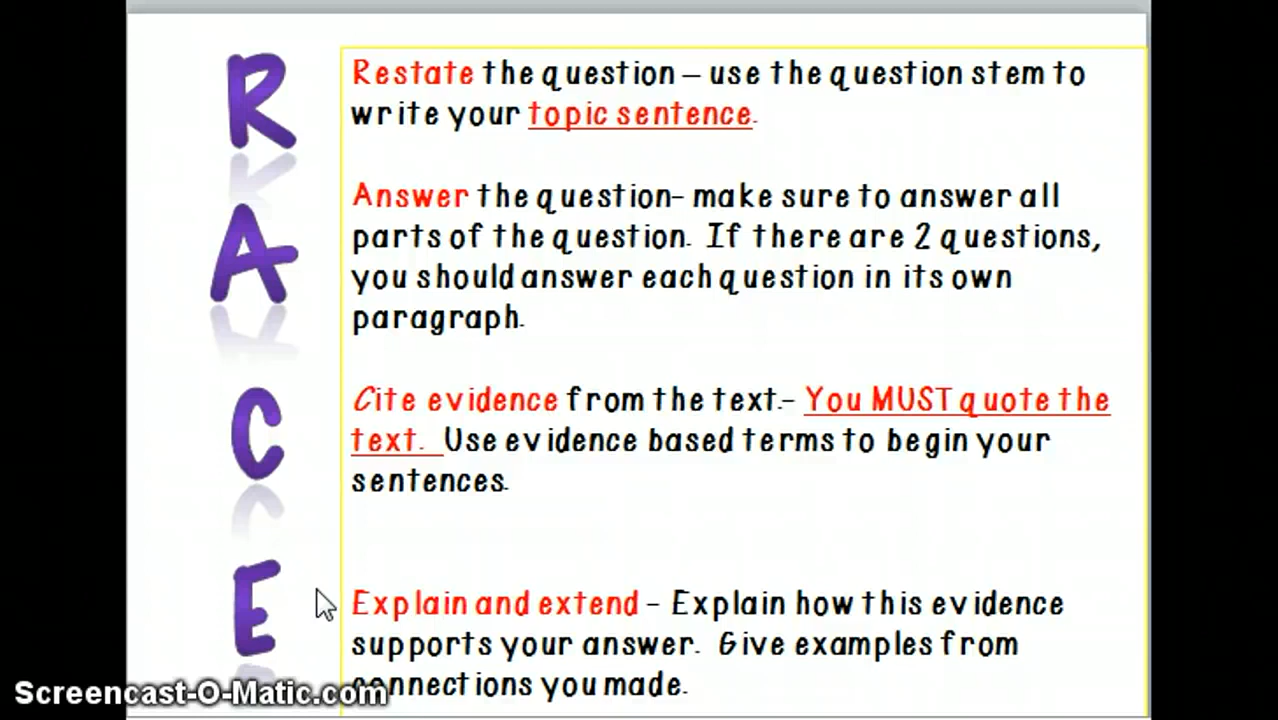 R
Restate the question – use the question stem to
write your topic sentence.
A
Answer the question- make sure to answer all
parts of the question. If there are 2 questions,
you should answer each question in its own
paragraph.
C
Cite evidence from the text.- You MUST quote the
text. Use evidence based terms to begin your
sentences.
E
Explain and extend - Explain how this evidence
supports your answer. Give examples from
connections you made.
Screencast-O-Matic.com